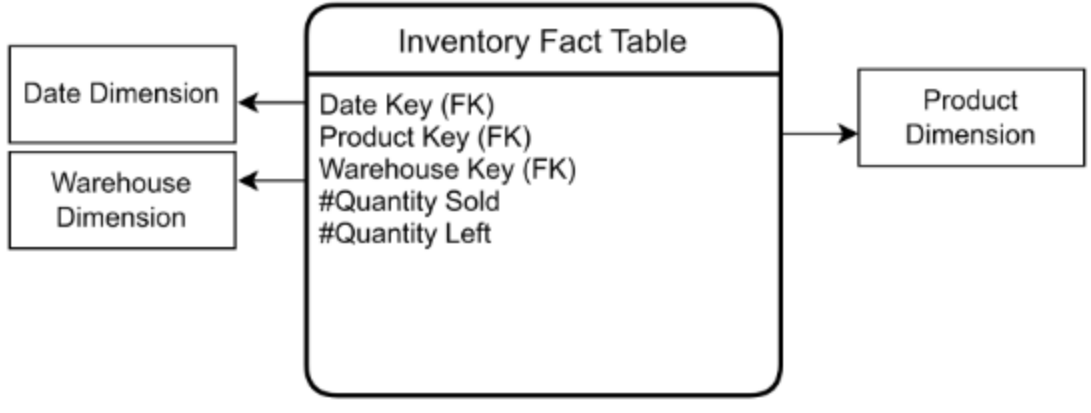 Inventory Fact Table
Date Dimension
Warehouse
Dimension
Date Key (FK)
Product Key (FK)
Warehouse Key (FK)
#Quantity Sold
#Quantity Left
Product
Dimension